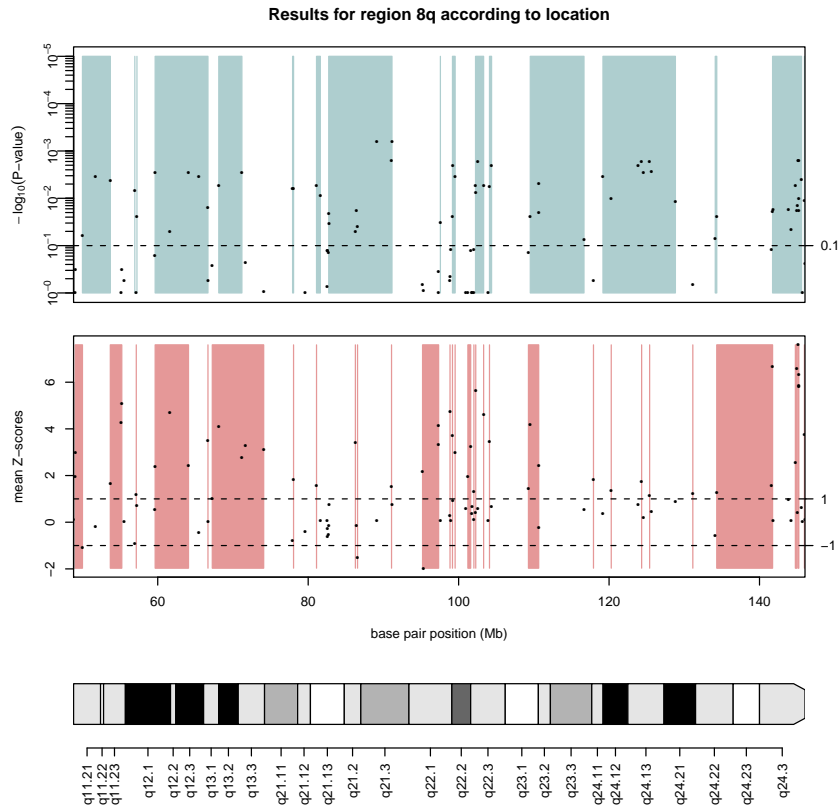 Results for region 8q according to location
−log10(P−value)
10−5
10−4
10−3
10−2
10−1
10−0
0.1
mean Z−scores
6
4
2
0
−2
1
−1
60 80 100 120 140
base pair position (Mb)
q11.21 q11.22 q11.23 q12.1 q12.2 q12.3 q13.1 q13.2 q13.3 q21.11 q21.12 q21.13 q21.2 q21.3 q22.1 q22.2 q22.3 q23.1 q23.2 q23.3 q24.11 q24.12 q24.13 q24.21 q24.22 q24.23 q24.3